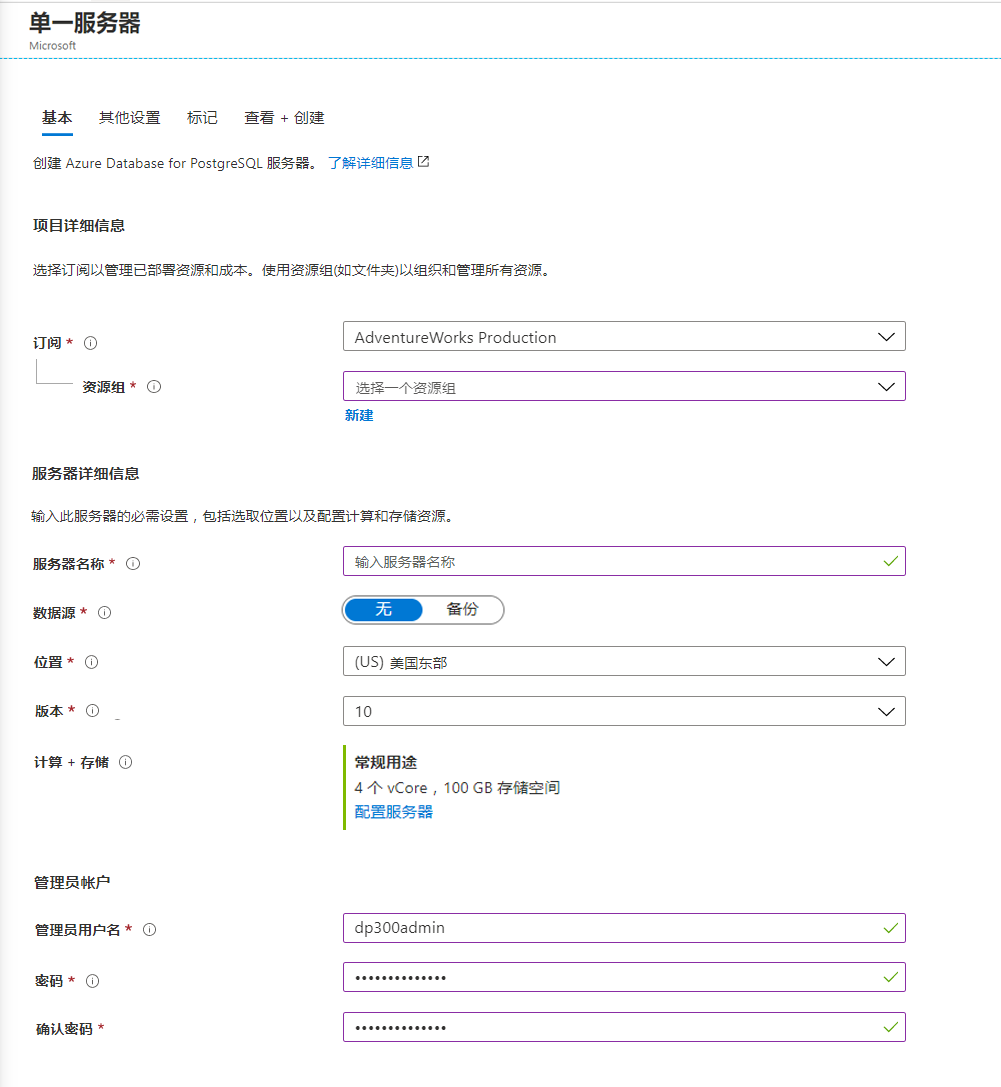 单一服务器
Microsoft
基本 其他设置 标记 查看 + 创建
创建 Azure Database for PostgreSQL 服务器。 了解详细信息
项目详细信息
选择订阅以管理已部署资源和成本。使用资源组(如文件夹)以组织和管理所有资源。
订阅 * AdventureWorks Production
资源组 * 选择一个资源组
新建
服务器详细信息
输入此服务器的必需设置，包括选取位置以及配置计算和存储资源。
服务器名称 * 输入服务器名称
数据源 * 无 备份
位置 * (US) 美国东部
版本 * 10
计算 + 存储 常规用途
4 个 vCore，100 GB 存储空间
配置服务器
管理员帐户
管理员用户名 * dp300admin
密码 * ••••••••••••••
确认密码 * ••••••••••••••